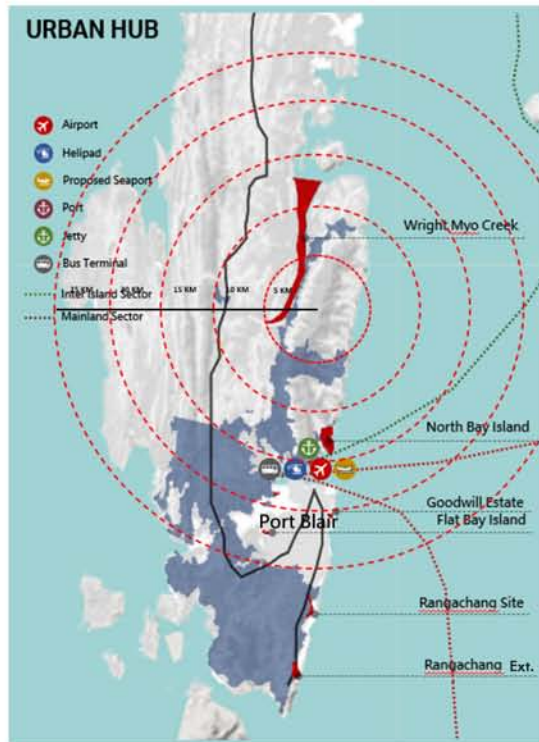 URBAN HUB
Airport
Helipad
Proposed Seaport
Port
Jetty
Bus Terminal
15 KM
10 KM
5 KM
Inter Island Sector
Mainland Sector
Wright Myo Creek
North Bay Island
Goodwill Estate
Port Blair
Flat Bay Island
Rangachang Site
Rangachang Ext.